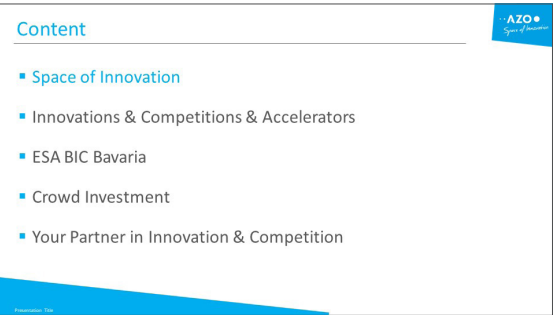 Content
AZO
Space of Innovation
Space of Innovation
Innovations & Competitions & Accelerators
ESA BIC Bavaria
Crowd Investment
Your Partner in Innovation & Competition
Presentation Title